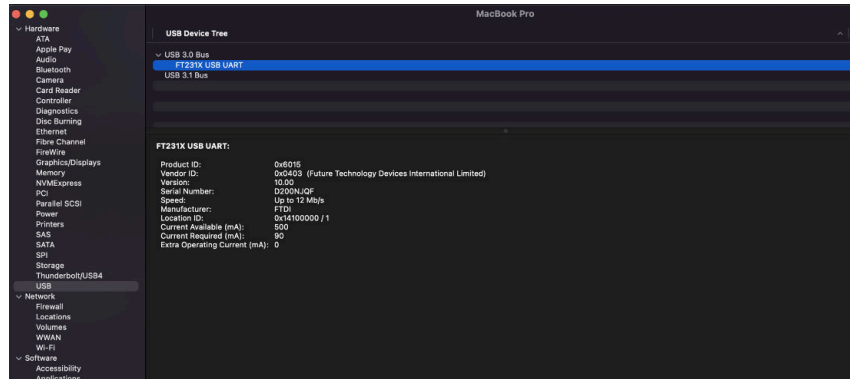 MacBook Pro
Hardware
ATA
Apple Pay
Audio
Bluetooth
Camera
Card Reader
Controller
Diagnostics
Disc Burning
Ethernet
Fibre Channel
FireWire
Graphics/Displays
Memory
NVMExpress
PCI
Parallel SCSI
Power
Printers
SAS
SATA
SPI
Storage
Thunderbolt/USB4
USB
Network
Firewall
Locations
Volumes
WWAN
Wi-Fi
Software
Accessibility
Applications
USB Device Tree
USB 3.0 Bus
FT231X USB UART
USB 3.1 Bus
FT231X USB UART:
Product ID: 0x6015
Vendor ID: 0x0403 (Future Technology Devices International Limited)
Version: 10.00
Serial Number: D200NJQF
Speed: Up to 12 Mb/s
Manufacturer: FTDI
Location ID: 0x14100000 / 1
Current Available (mA): 500
Current Required (mA): 90
Extra Operating Current (mA): 0